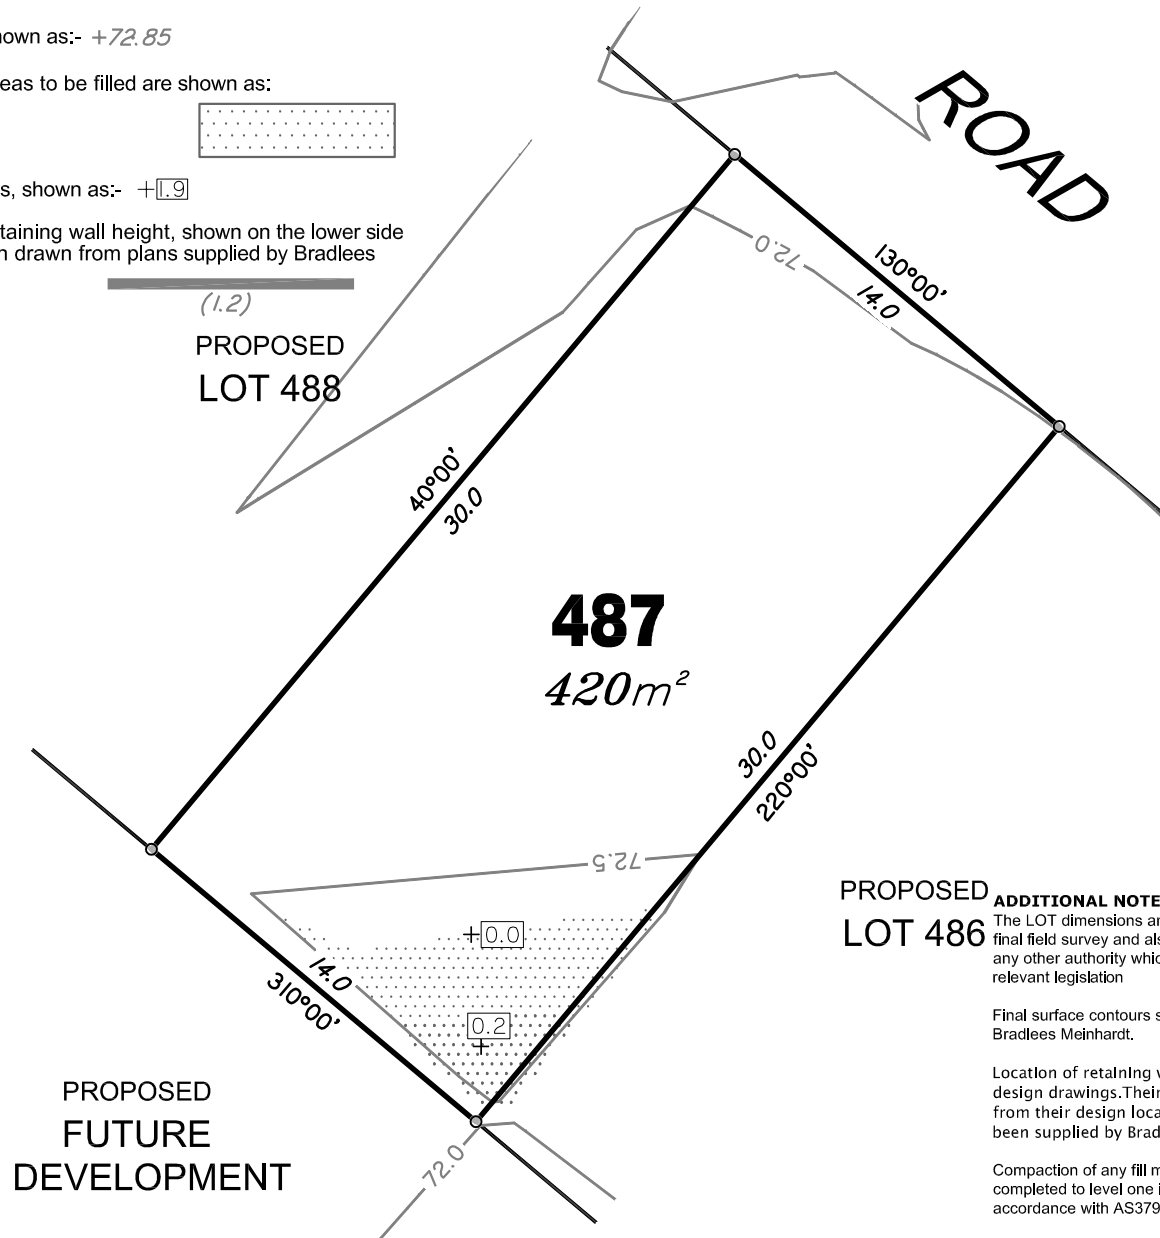 shown as:- +72.85
eas to be filled are shown as:
s, shown as:- +1.9
taining wall height, shown on the lower side
n drawn from plans supplied by Bradlees
(1.2)
PROPOSED
LOT 488
ROAD
72.0
130°00'
14.0
40°00'
30.0
487
420m²
30.0
220°00'
72.5
+0.0
0.2
+
14.0
310°00'
72.0
PROPOSED
FUTURE
DEVELOPMENT
PROPOSED
LOT 486
ADDITIONAL NOTE
The LOT dimensions a
final field survey and als
any other authority whic
relevant legislation
Final surface contours s
Bradlees Meinhardt.
Location of retaining w
design drawings.Their
from their design loca
been supplied by Brad
Compaction of any fill m
completed to level one i
accordance with AS379